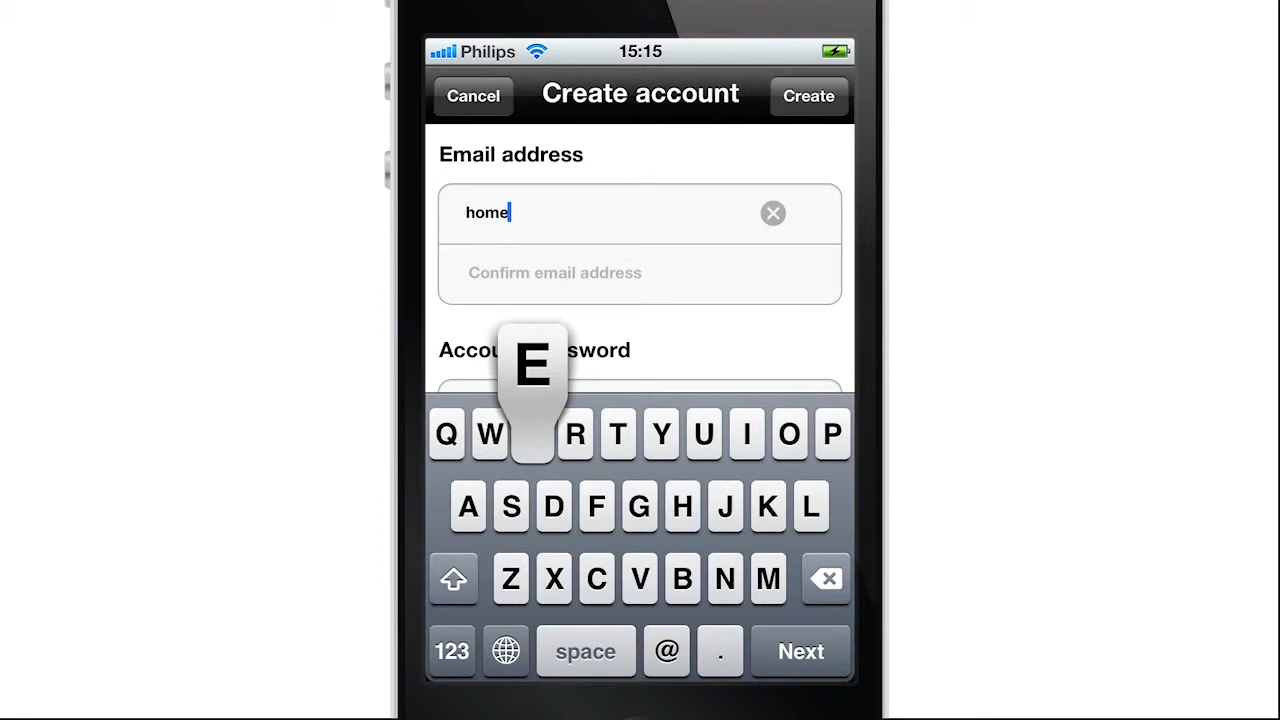 Philips 15:15
Cancel Create account Create
Email address
home
Confirm email address
Accou sword
E
Q W R T Y U I O P
A S D F G H J K L
Z X C V B N M
123 space @ . Next